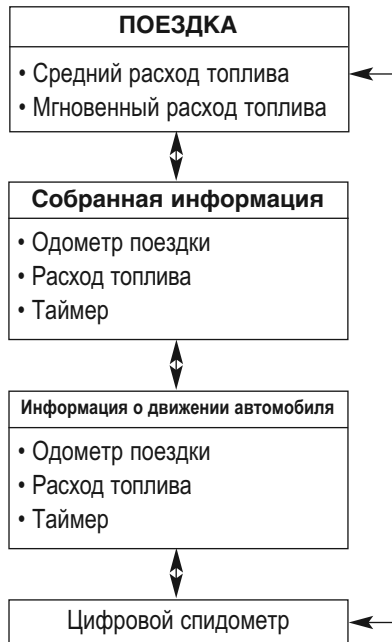 ПОЕЗДКА
• Средний расход топлива
• Мгновенный расход топлива
Собранная информация
• Одометр поездки
• Расход топлива
• Таймер
Информация о движении автомобиля
• Одометр поездки
• Расход топлива
• Таймер
Цифровой спидометр